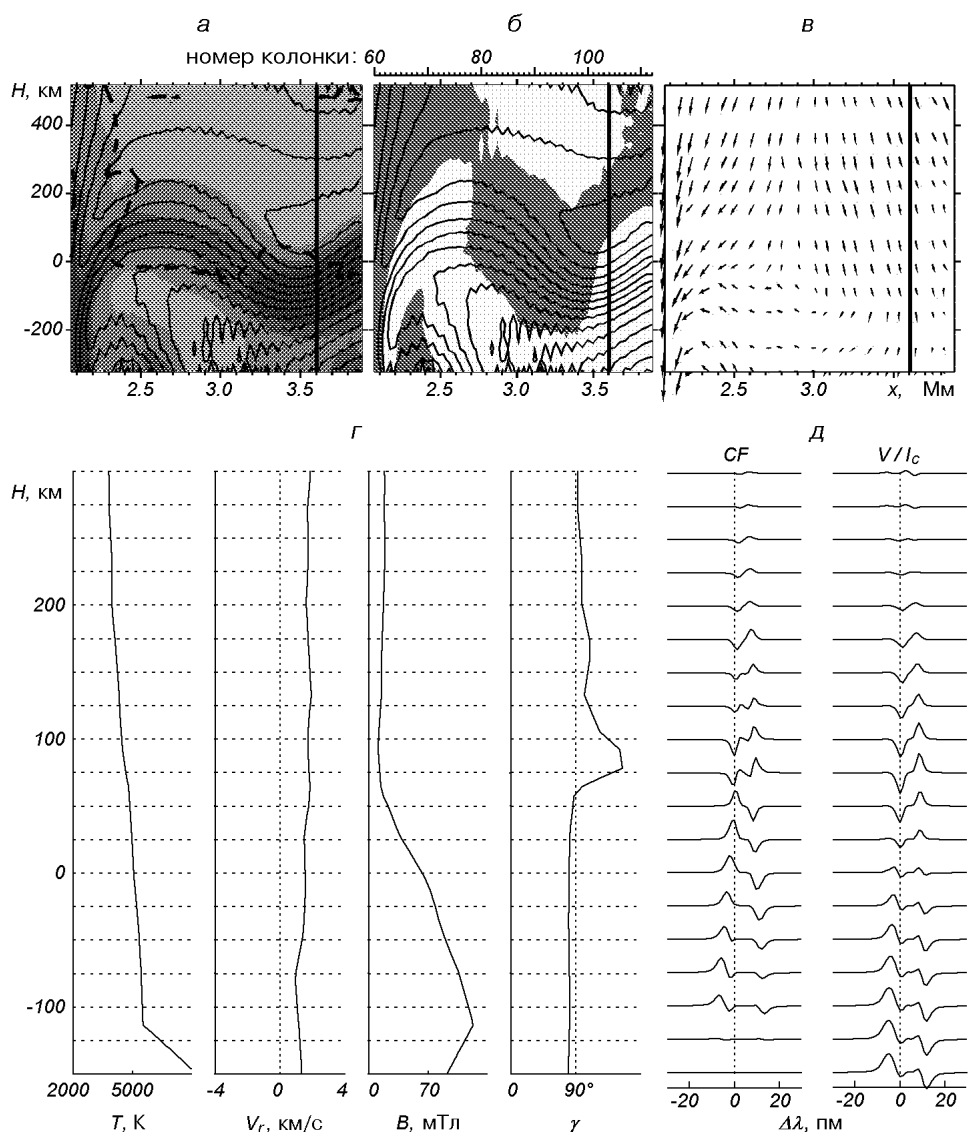 а б в
номер колонки: 60 80 100
H, км
400
200
0
-200
2.5 3.0 3.5 2.5 3.0 3.5 2.5 3.0 x, Мм
г д
CF V / Ic
H, км
200
100
0
-100
2000 5000 -4 0 4 0 70 0 90° -20 0 20 -20 0 20
T, К Vr, км/с B, мТл γ Δλ, пм